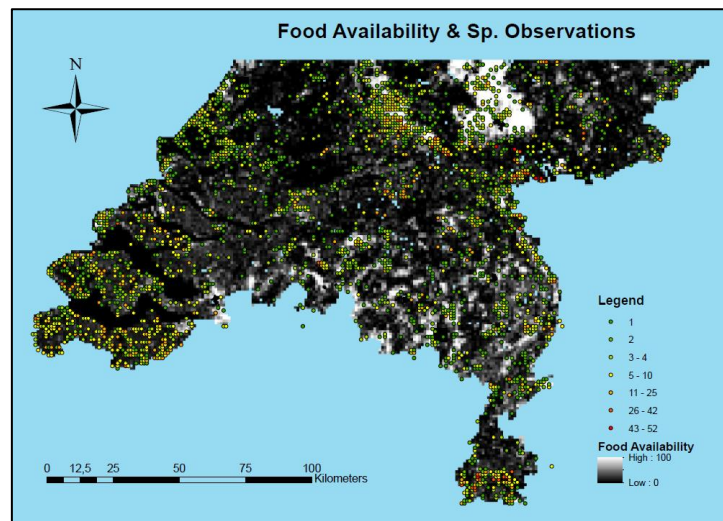 Food Availability & Sp. Observations
N
Legend
1
2
3 - 4
5 - 10
11 - 25
26 - 42
43 - 52
Food Availability
High : 100
Low : 0
0 12,5 25 50 75 100
Kilometers